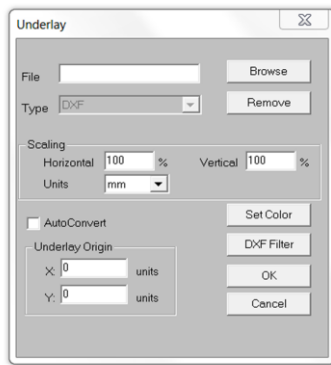 Underlay
File Browse
Type DXF Remove
Scaling
Horizontal 100 % Vertical 100 %
Units mm
AutoConvert Set Color
Underlay Origin DXF Filter
X: 0 units OK
Y: 0 units Cancel